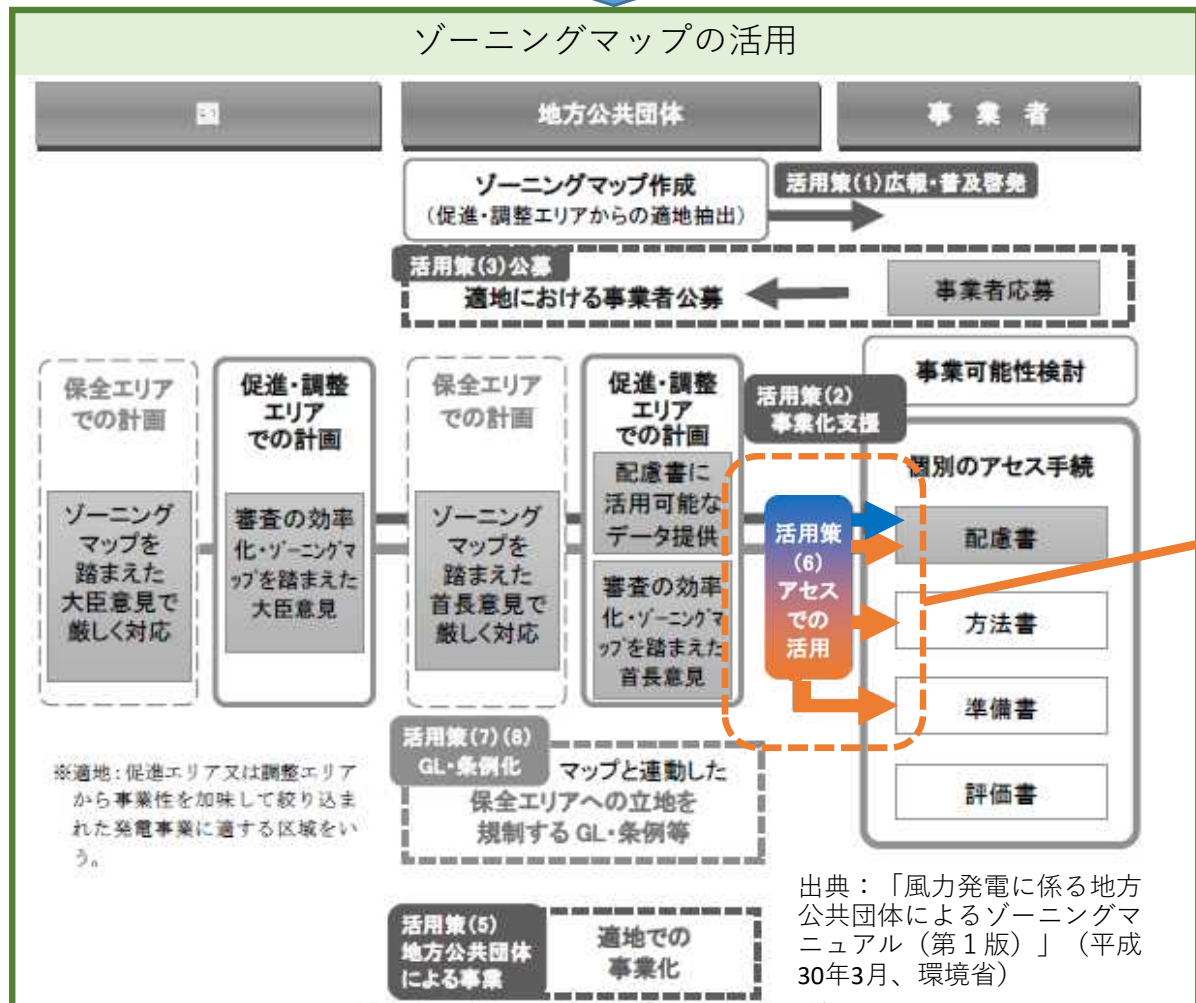 ゾーニングマップの活用
国
地方公共団体
事 業 者
ゾーニングマップ作成
(促進・調整エリアからの適地抽出)
活用策(1)広報・普及啓発
活用策(3)公募
適地における事業者公募
事業者応募
保全エリア
での計画
ゾーニング
マップを
踏まえた
大臣意見で
厳しく対応
促進・調整
エリア
での計画
審査の効率
化・ゾーニングマ
ップを踏まえた
大臣意見
保全エリア
での計画
ゾーニング
マップを
踏まえた
首長意見で
厳しく対応
促進・調整
エリア
での計画
配慮書に
活用可能な
データ提供
審査の効率
化・ゾーニングマ
ップを踏まえた
首長意見
活用策(2)
事業化支援
活用策
(6)
アセス
での
活用
事業可能性検討
個別のアセス手続
配慮書
方法書
準備書
評価書
※適地:促進エリア又は調整エリア
から事業性を加味して絞り込ま
れた発電事業に適する区域をい
う。
活用策(7)(8)
GL・条例化
マップと連動した
保全エリアへの立地を
規制する GL・条例等
活用策(5)
地方公共団体
による事業
適地での
事業化
出典:「風力発電に係る地方
公共団体によるゾーニングマ
ニュアル(第1版)」(平成
30年3月、環境省)